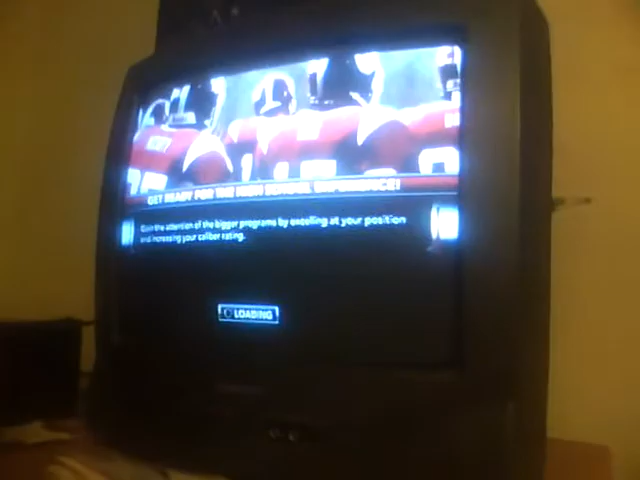 GET READY FOR THE HIGH SCHOOL EXPERIENCE!
Gain the attention of the bigger programs by excelling at your position
and increasing your caliber rating.
LOADING